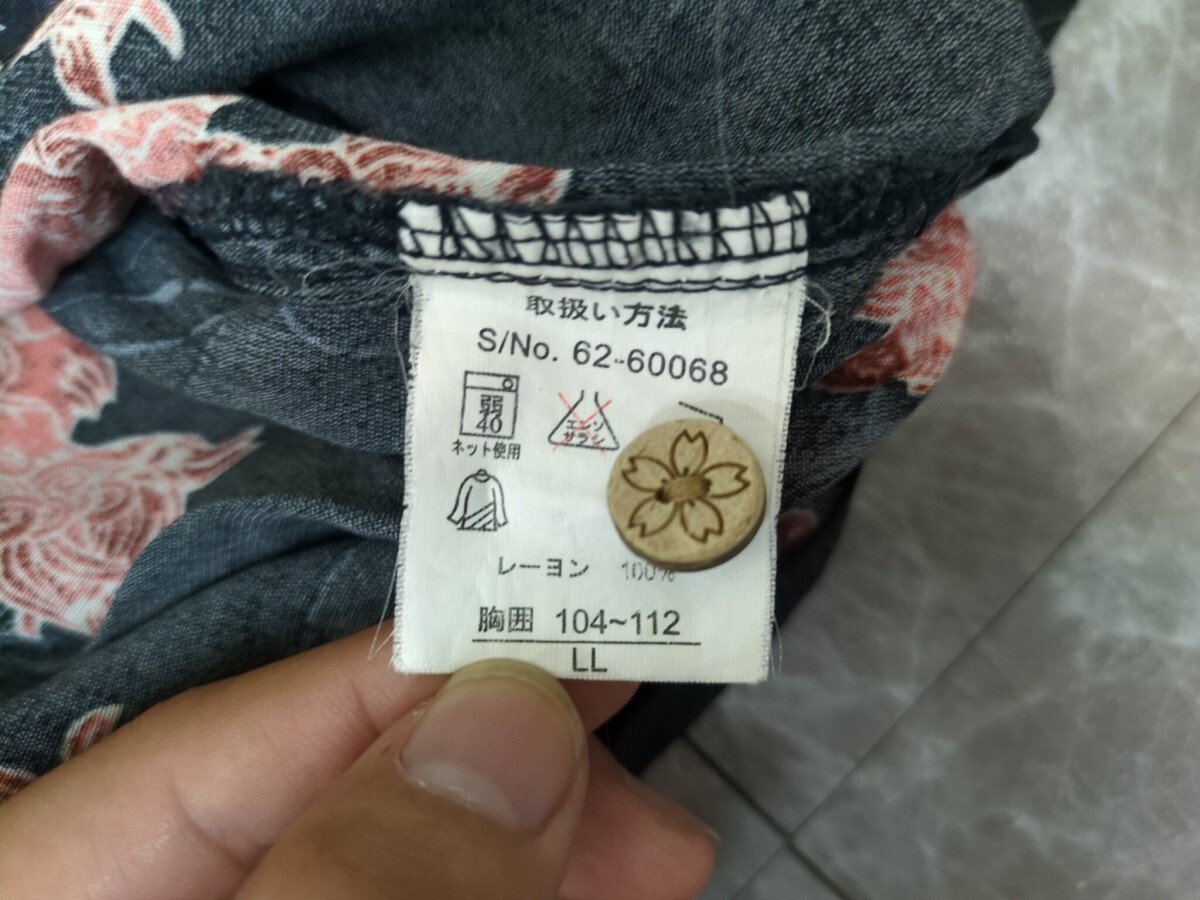 取扱い方法
S/No. 62-60068
弱
40
ネット使用
エンソ
サラシ
レーヨン 100%
胸囲 104~112
LL